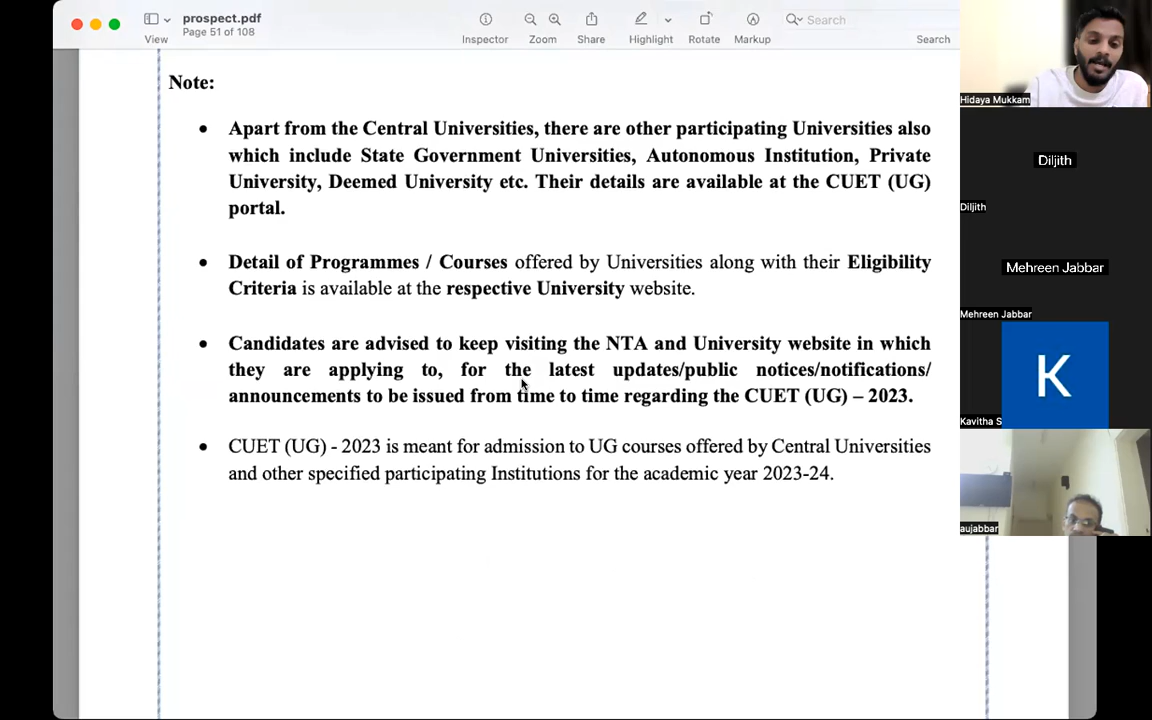 prospect.pdf
Page 51 of 108
View
Inspector
Zoom
Share
Highlight
Rotate
Markup
Search
Search
Note:
• Apart from the Central Universities, there are other participating Universities also
which include State Government Universities, Autonomous Institution, Private
University, Deemed University etc. Their details are available at the CUET (UG)
portal.
• Detail of Programmes / Courses offered by Universities along with their Eligibility
Criteria is available at the respective University website.
• Candidates are advised to keep visiting the NTA and University website in which
they are applying to, for the latest updates/public notices/notifications/
announcements to be issued from time to time regarding the CUET (UG) – 2023.
• CUET (UG) - 2023 is meant for admission to UG courses offered by Central Universities
and other specified participating Institutions for the academic year 2023-24.
Hidaya Mukkam
Diljith
Diljith
Mehreen Jabbar
Mehreen Jabbar
K
Kavitha S
aujabbar